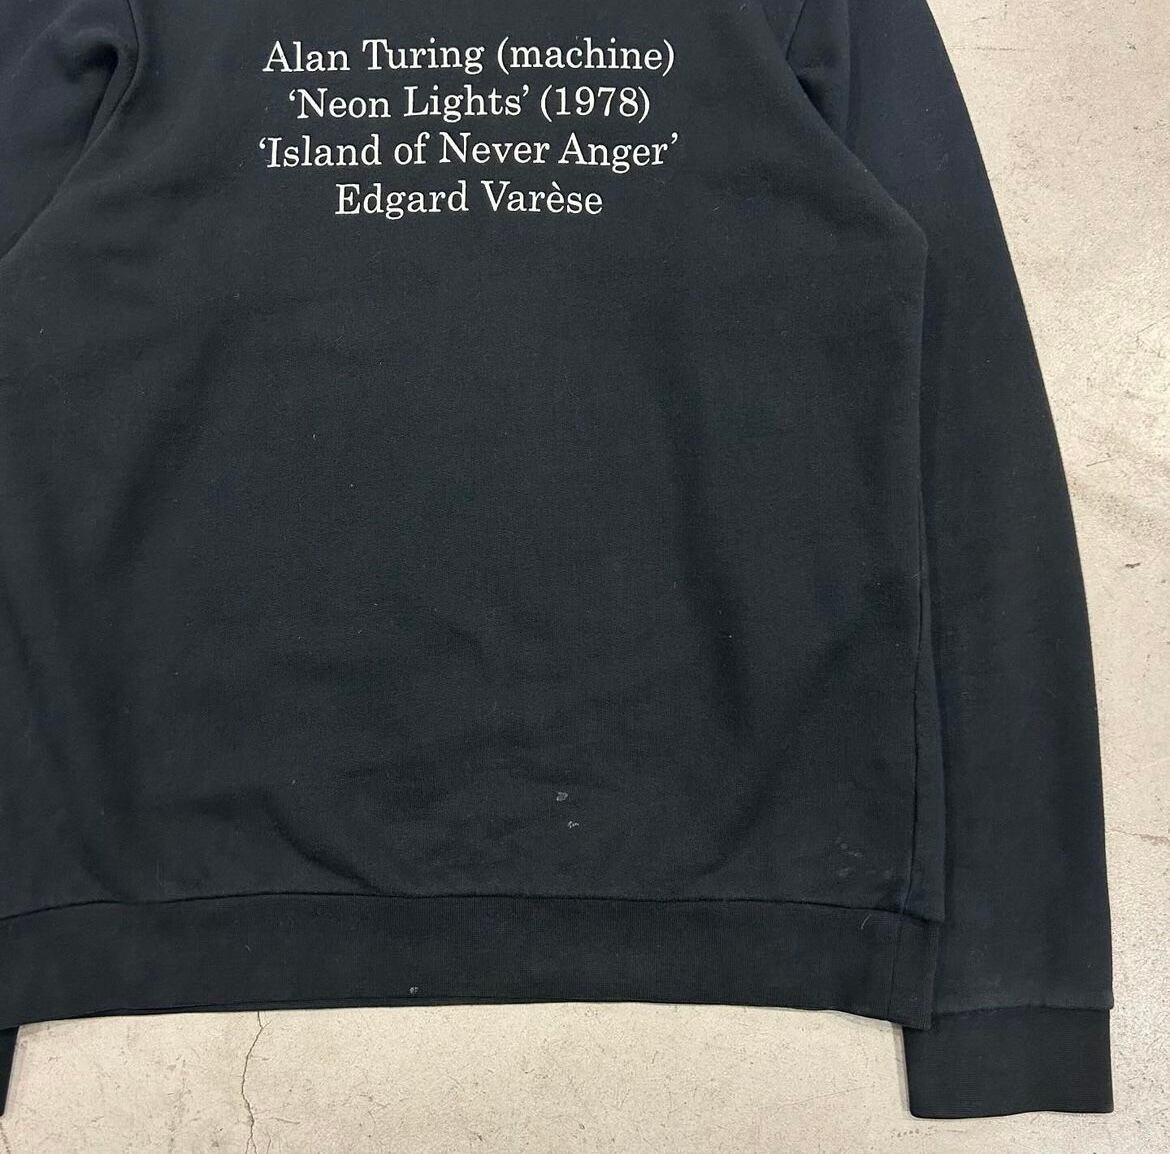 Alan Turing (machine)
‘Neon Lights’ (1978)
‘Island of Never Anger’
Edgard Varèse